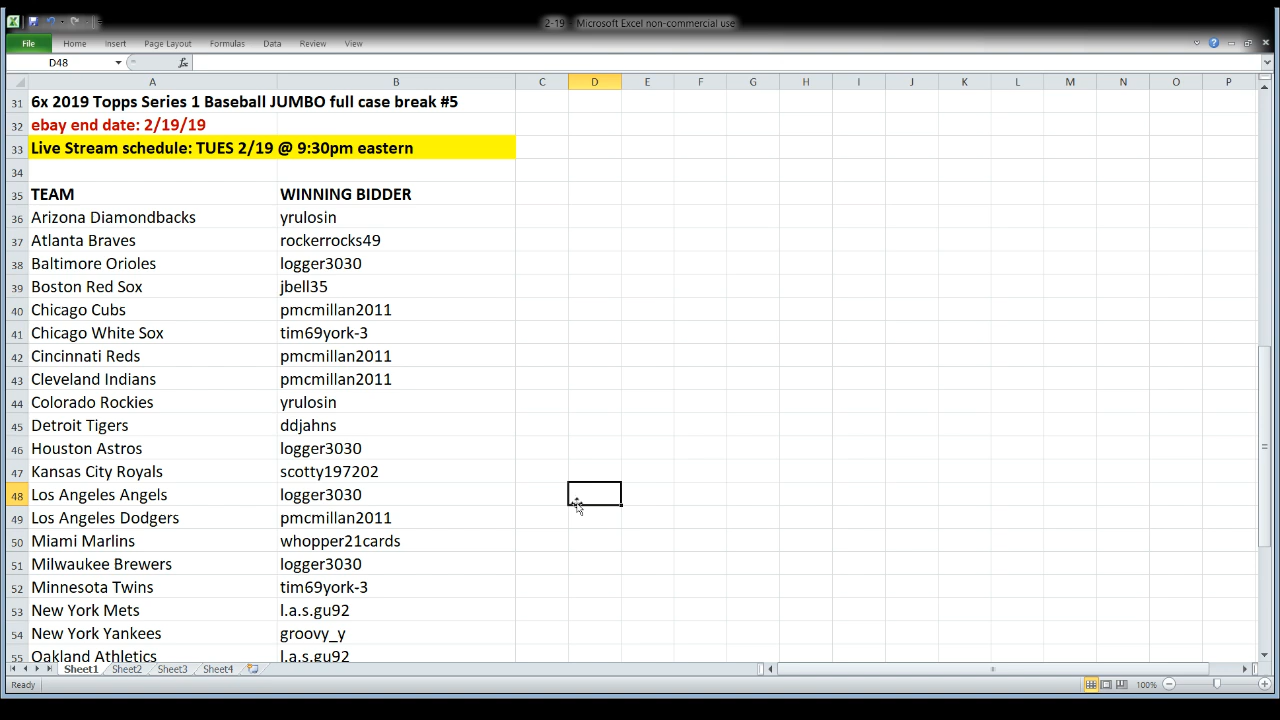 2-19 - Microsoft Excel non-commercial use
File Home Insert Page Layout Formulas Data Review View
D48 fx
A B C D E F G H I J K L M N O P
31 6x 2019 Topps Series 1 Baseball JUMBO full case break #5
32 ebay end date: 2/19/19
33 Live Stream schedule: TUES 2/19 @ 9:30pm eastern
34
35 TEAM WINNING BIDDER
36 Arizona Diamondbacks yrulosin
37 Atlanta Braves rockerrocks49
38 Baltimore Orioles logger3030
39 Boston Red Sox jbell35
40 Chicago Cubs pmcmillan2011
41 Chicago White Sox tim69york-3
42 Cincinnati Reds pmcmillan2011
43 Cleveland Indians pmcmillan2011
44 Colorado Rockies yrulosin
45 Detroit Tigers ddjahns
46 Houston Astros logger3030
47 Kansas City Royals scotty197202
48 Los Angeles Angels logger3030
49 Los Angeles Dodgers pmcmillan2011
50 Miami Marlins whopper21cards
51 Milwaukee Brewers logger3030
52 Minnesota Twins tim69york-3
53 New York Mets l.a.s.gu92
54 New York Yankees groovy_y
55 Oakland Athletics l.a.s.gu92
Sheet1 Sheet2 Sheet3 Sheet4
Ready 100%